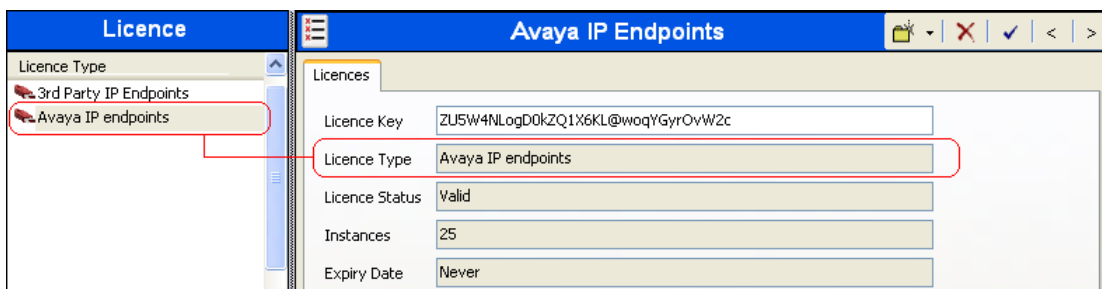 Licence
Licence Type
3rd Party IP Endpoints
Avaya IP endpoints
Avaya IP Endpoints
Licences
Licence Key ZU5W4NLogD0kZQ1X6KL@woqYGyrOvW2c
Licence Type Avaya IP endpoints
Licence Status Valid
Instances 25
Expiry Date Never